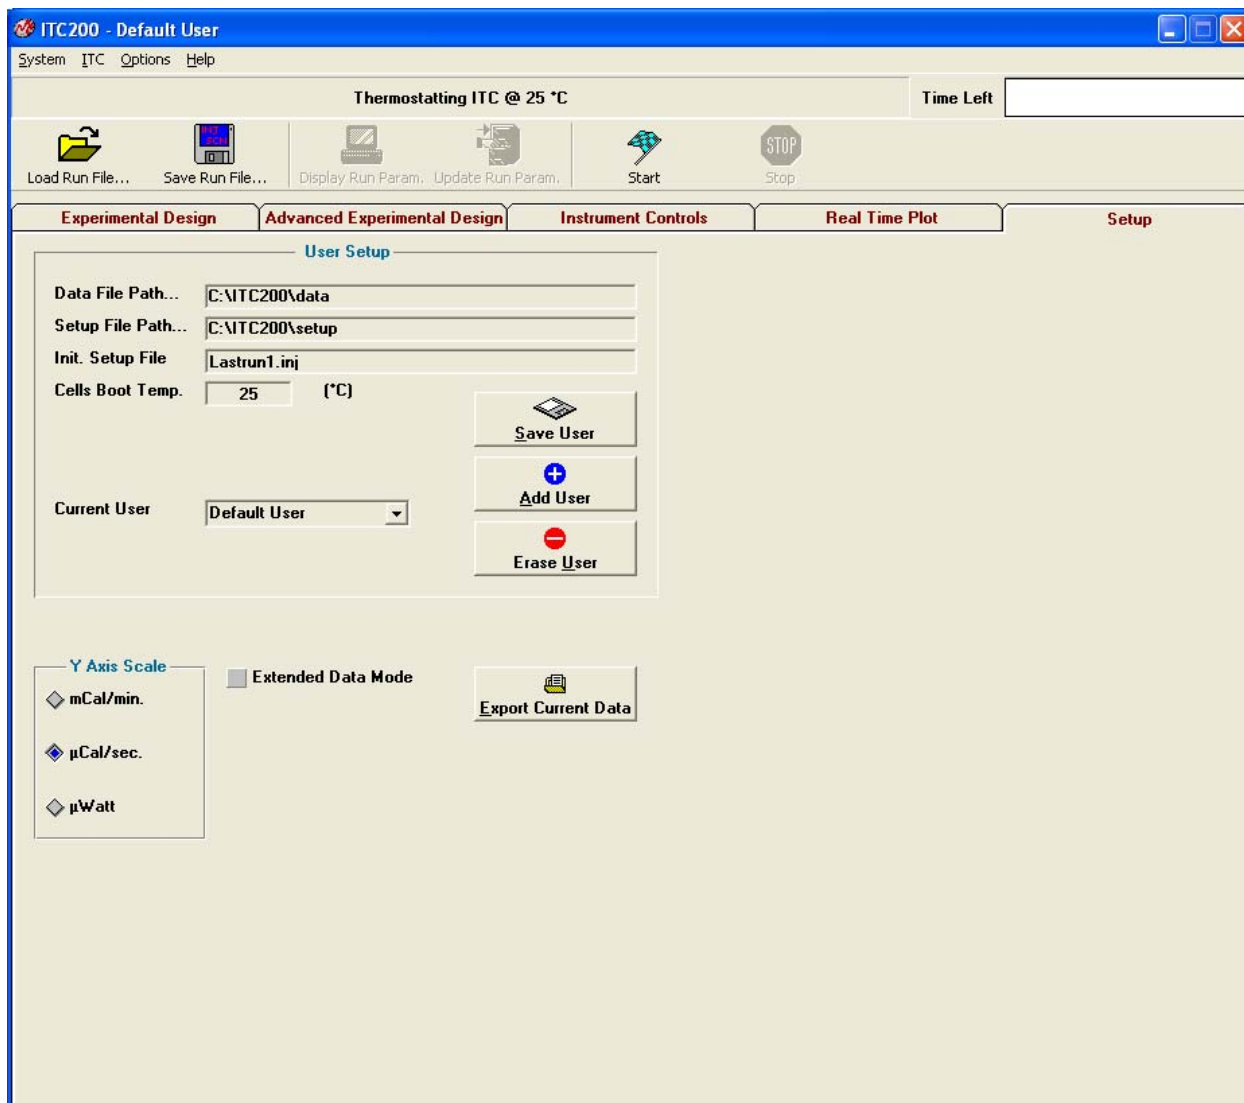 ITC200 - Default User
System ITC Options Help
Thermostatting ITC @ 25 °C Time Left
Load Run File... Save Run File... Display Run Param. Update Run Param. Start STOP Stop
Experimental Design Advanced Experimental Design Instrument Controls Real Time Plot Setup
User Setup
Data File Path... C:\ITC200\data
Setup File Path... C:\ITC200\setup
Init. Setup File Lastrun1.inj
Cells Boot Temp. 25 (°C)
Save User
Add User
Current User Default User
Erase User
Y Axis Scale
Extended Data Mode
mCal/min.
Export Current Data
µCal/sec.
µWatt